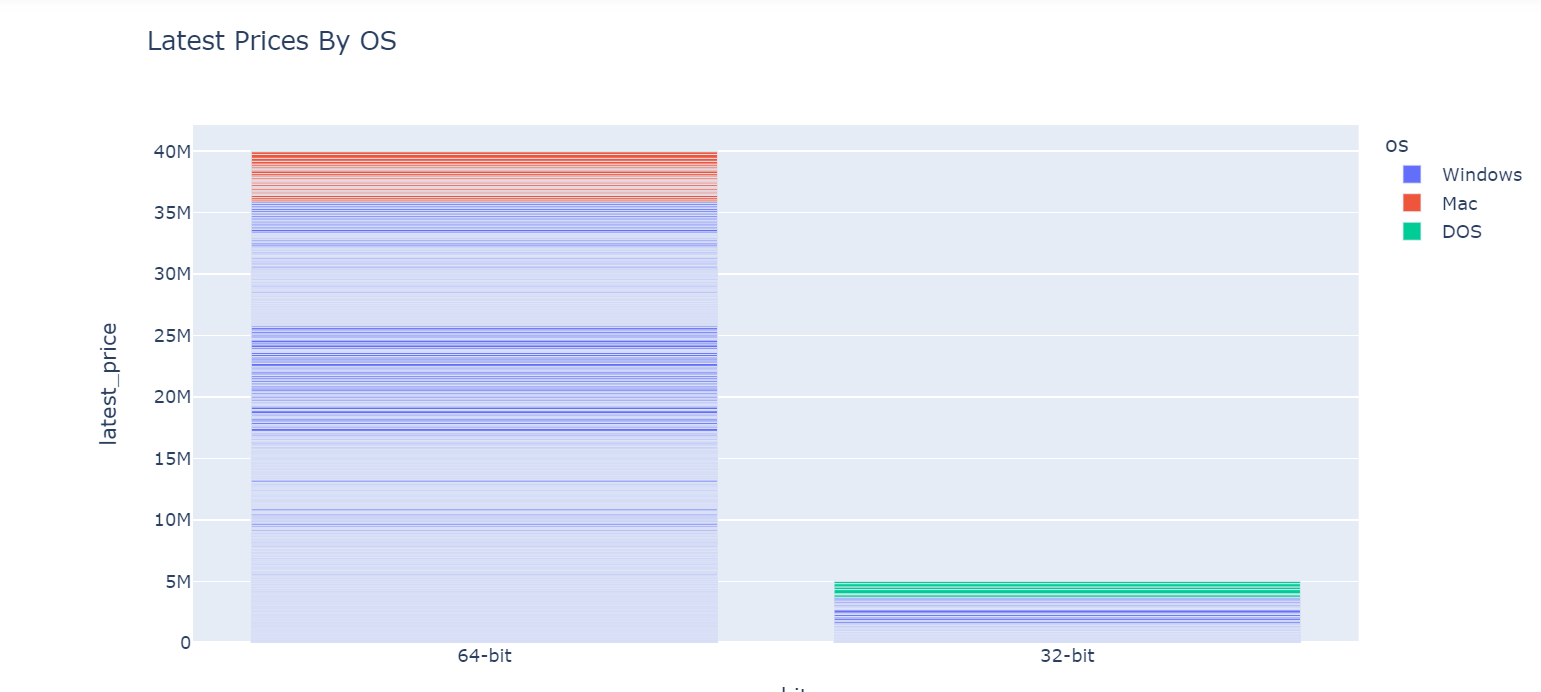 Latest Prices By OS
40M
35M
30M
25M
20M
15M
10M
5M
0
latest_price
64-bit
32-bit
os
Windows
Mac
DOS